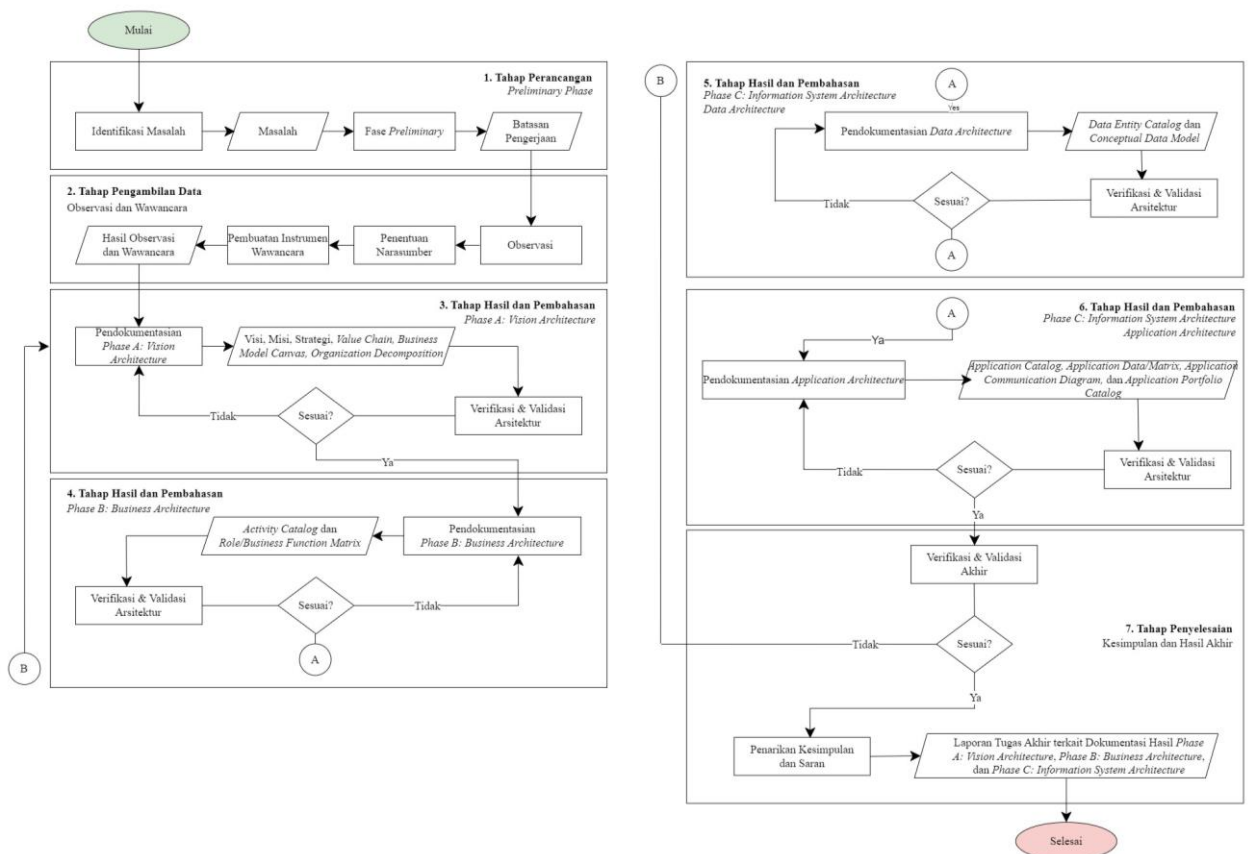 Mulai
1. Tahap Perancangan
Preliminary Phase
Identifikasi Masalah
Masalah
Fase Preliminary
Batasan
Pengerjaan
2. Tahap Pengambilan Data
Observasi dan Wawancara
Hasil Observasi
dan Wawancara
Pembuatan Instrumen
Wawancara
Penentuan
Narasumber
Observasi
3. Tahap Hasil dan Pembahasan
Phase A: Vision Architecture
Pendokumentasian
Phase A: Vision
Architecture
Visi, Misi, Strategi, Value Chain, Business
Model Canvas, Organization Decomposition
Tidak
Sesuai?
Verifikasi & Validasi
Arsitektur
Ya
4. Tahap Hasil dan Pembahasan
Phase B: Business Architecture
Activity Catalog dan
Role/Business Function Matrix
Pendokumentasian
Phase B: Business Architecture
Verifikasi & Validasi
Arsitektur
Sesuai?
Tidak
A
B
B
5. Tahap Hasil dan Pembahasan
Phase C: Information System Architecture
Data Architecture
A
Yes
Pendokumentasian Data Architecture
Data Entity Catalog dan
Conceptual Data Model
Tidak
Sesuai?
Verifikasi & Validasi
Arsitektur
A
6. Tahap Hasil dan Pembahasan
Phase C: Information System Architecture
Application Architecture
A
Ya
Pendokumentasian Application Architecture
Application Catalog, Application Data/Matrix, Application
Communication Diagram, dan Application Portfolio
Catalog
Tidak
Sesuai?
Verifikasi & Validasi
Arsitektur
Ya
Verifikasi & Validasi
Akhir
7. Tahap Penyelesaian
Kesimpulan dan Hasil Akhir
Tidak
Sesuai?
Ya
Penarikan Kesimpulan
dan Saran
Laporan Tugas Akhir terkait Dokumentasi Hasil Phase
A: Vision Architecture, Phase B: Business Architecture,
dan Phase C: Information System Architecture
Selesai